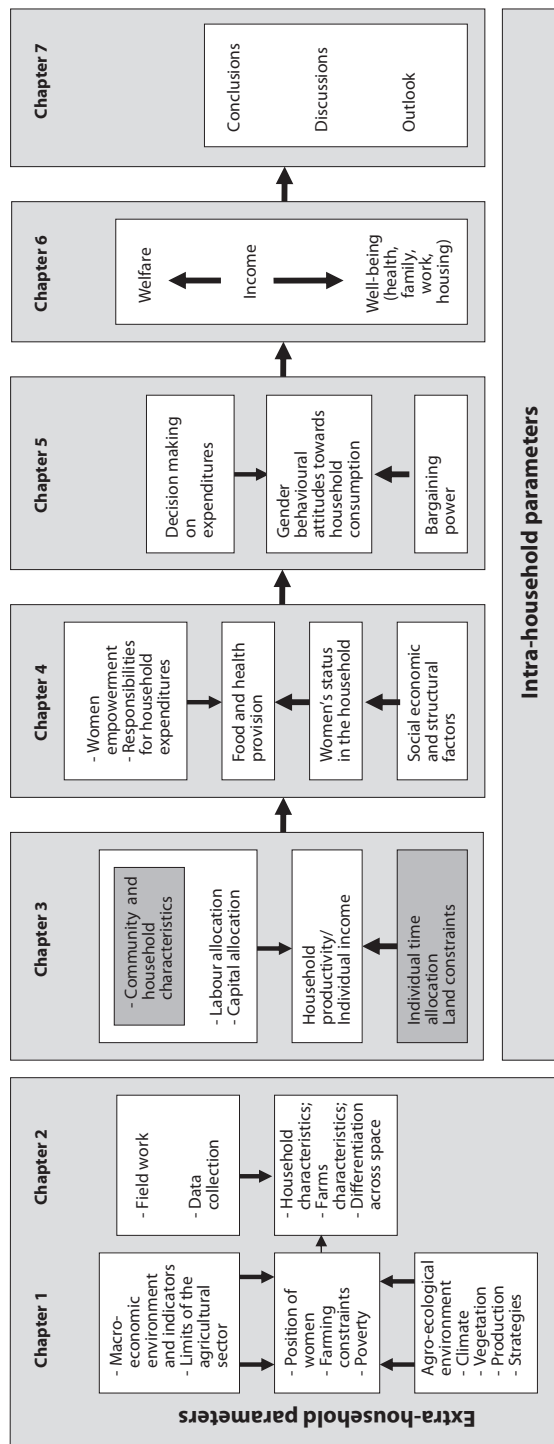 Extra-household parameters
Chapter 1
- Macro-
economic
environment
and indicators
- Limits of the
agricultural
sector
- Position of
women
- Farming
constraints
- Poverty
Agro-ecological
environment
- Climate
- Vegetation
- Production
- Strategies
Chapter 2
- Field work
- Data
collection
- Household
characteristics;
- Farms
characteristics;
- Differentiation
across space
Chapter 3
- Community and
household
characteristics
- Labour allocation
- Capital allocation
Household
productivity/
Individual income
Individual time
allocation
Land constraints
Chapter 4
- Women
empowerment
- Responsibilities
for household
expenditures
Food and health
provision
Women's status
in the household
Social economic
and structural
factors
Chapter 5
Decision making
on
expenditures
Gender
behavioural
attitudes towards
household
consumption
Bargaining
power
Chapter 6
Welfare
Income
Well-being
(health,
family,
work,
housing)
Chapter 7
Conclusions
Discussions
Outlook
Intra-household parameters